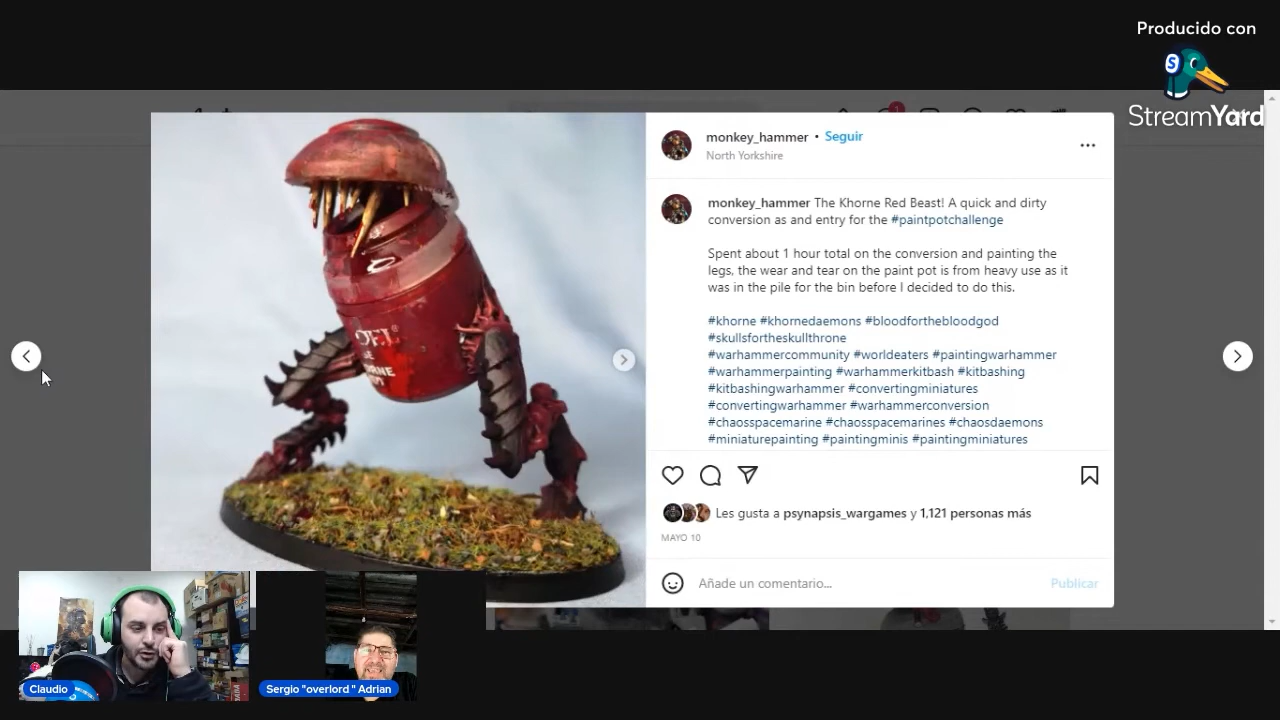 Producido con
StreamYard
monkey_hammer • Seguir
North Yorkshire
monkey_hammer The Khorne Red Beast! A quick and dirty
conversion as and entry for the #paintpotchallenge
Spent about 1 hour total on the conversion and painting the
legs, the wear and tear on the paint pot is from heavy use as it
was in the pile for the bin before I decided to do this.
#khorne #khornedaemons #bloodforthebloodgod
#skullsfortheskullthrone
#warhammercommunity #worldeaters #paintingwarhammer
#warhammerpainting #warhammerkitbash #kitbashing
#kitbashingwarhammer #convertingminiatures
#convertingwarhammer #warhammerconversion
#chaosspacemarine #chaosspacemarines #chaosdaemons
#miniaturepainting #paintingminis #paintingminiatures
Les gusta a psynapsis_wargames y 1,121 personas más
MAYO 10
Añade un comentario...
Publicar
Claudio
Sergio "overlord " Adrian